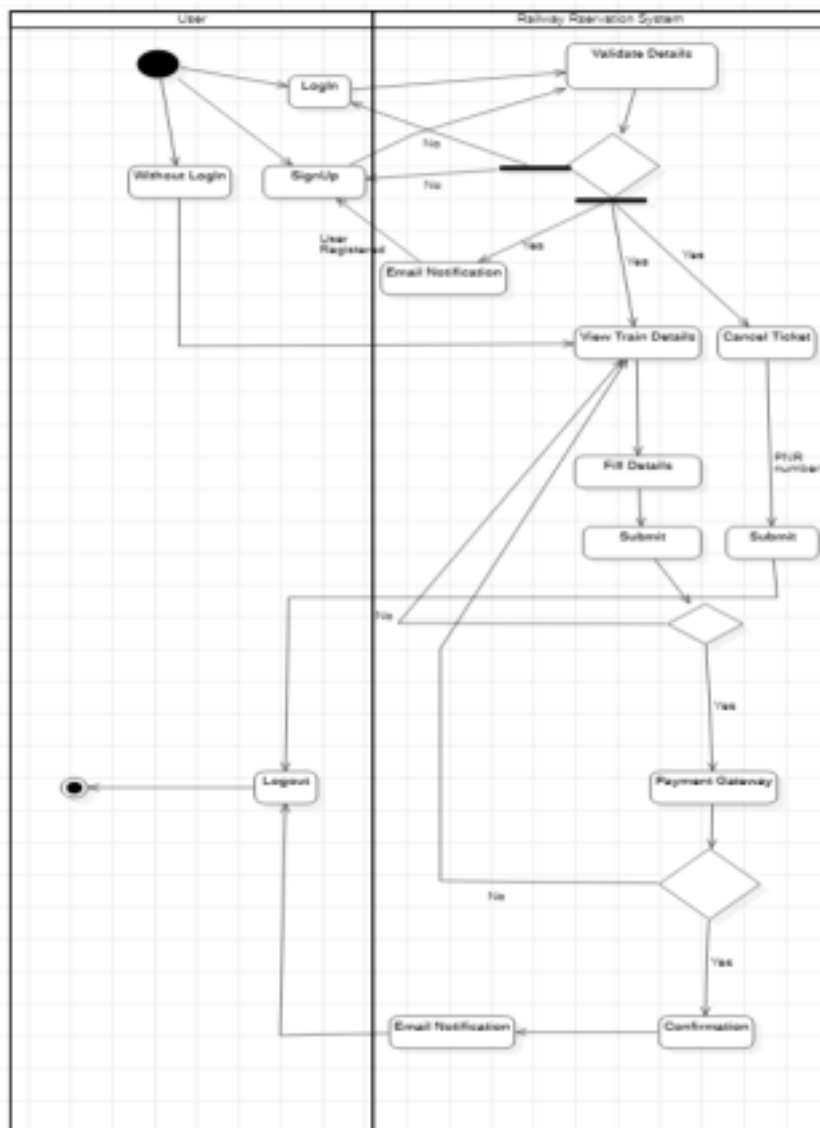 User
Railway Rservation System
Validate Details
LogIn
No
Without LogIn
SignUp
No
User
Registered
Yes
Yes
Yes
Email Notification
View Train Details
Cancel Ticket
Fill Details
PNR
number
Submit
Submit
No
Yes
Logout
Payment Gateway
No
Yes
Email Notification
Confirmation